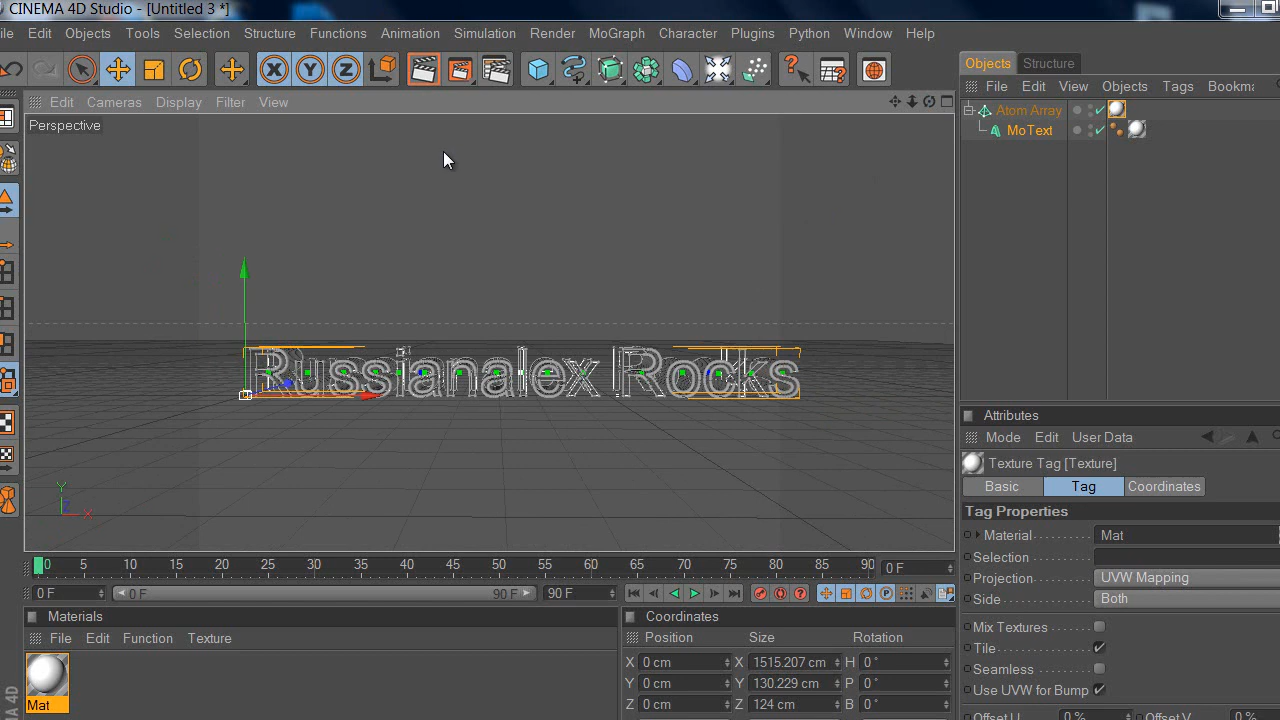 CINEMA 4D Studio - [Untitled 3 *]
ile Edit Objects Tools Selection Structure Functions Animation Simulation Render MoGraph Character Plugins Python Window Help
Objects Structure
File Edit View Objects Tags Bookma
Edit Cameras Display Filter View
Perspective
Atom Array
MoText
Russianalex Rocks
Y
X
Attributes
Mode Edit User Data
Texture Tag [Texture]
Basic Tag Coordinates
Tag Properties
Material Mat
Selection
Projection UVW Mapping
Side Both
Mix Textures
Tile
Seamless
Use UVW for Bump
Offset U 0 % Offset V 0 %
0 5 10 15 20 25 30 35 40 45 50 55 60 65 70 75 80 85 90 0 F
0 F 0 F 90 F 90 F
Materials
File Edit Function Texture
Mat
Coordinates
Position Size Rotation
X 0 cm X 1515.207 cm H 0 °
Y 0 cm Y 130.229 cm P 0 °
Z 0 cm Z 124 cm B 0 °
MA 4D